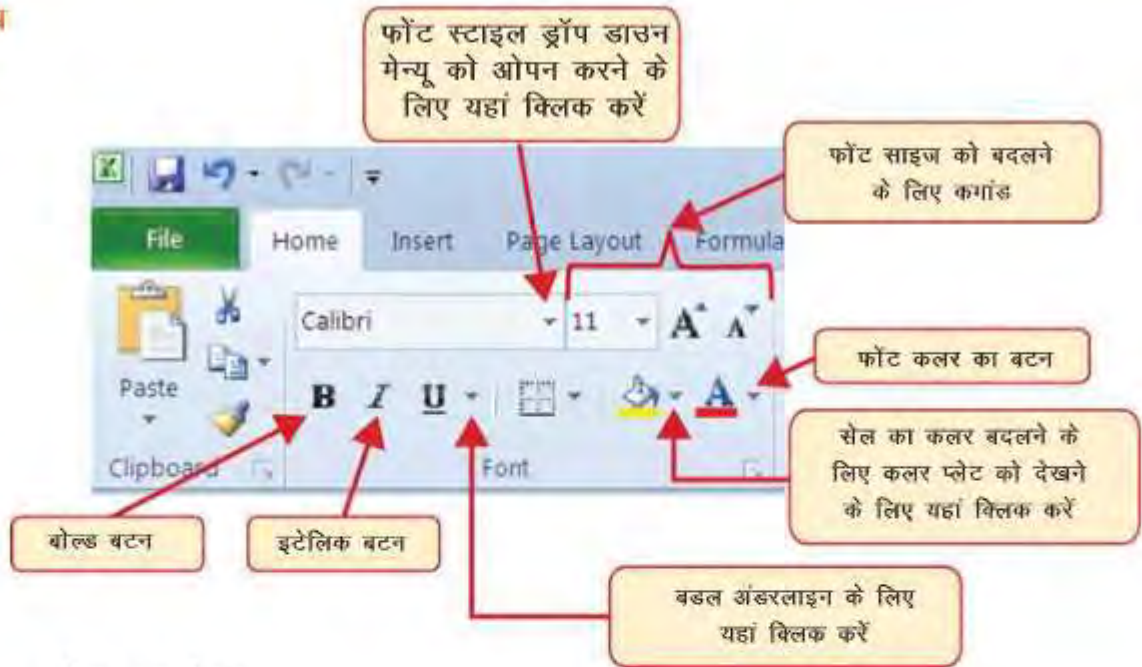 फोंट स्टाइल ड्रॉप डाउन
मेन्यू को ओपन करने के
लिए यहां क्लिक करें
फोंट साइज को बदलने
के लिए कमांड
File Home Insert Page Layout Formula
Calibri 11 A A
Paste
B I U A
फोंट कलर का बटन
Clipboard Font
सेल का कलर बदलने के
लिए कलर प्लेट को देखने
के लिए यहां क्लिक करें
बोल्ड बटन
इटेलिक बटन
बडल अंडरलाइन के लिए
यहां क्लिक करें